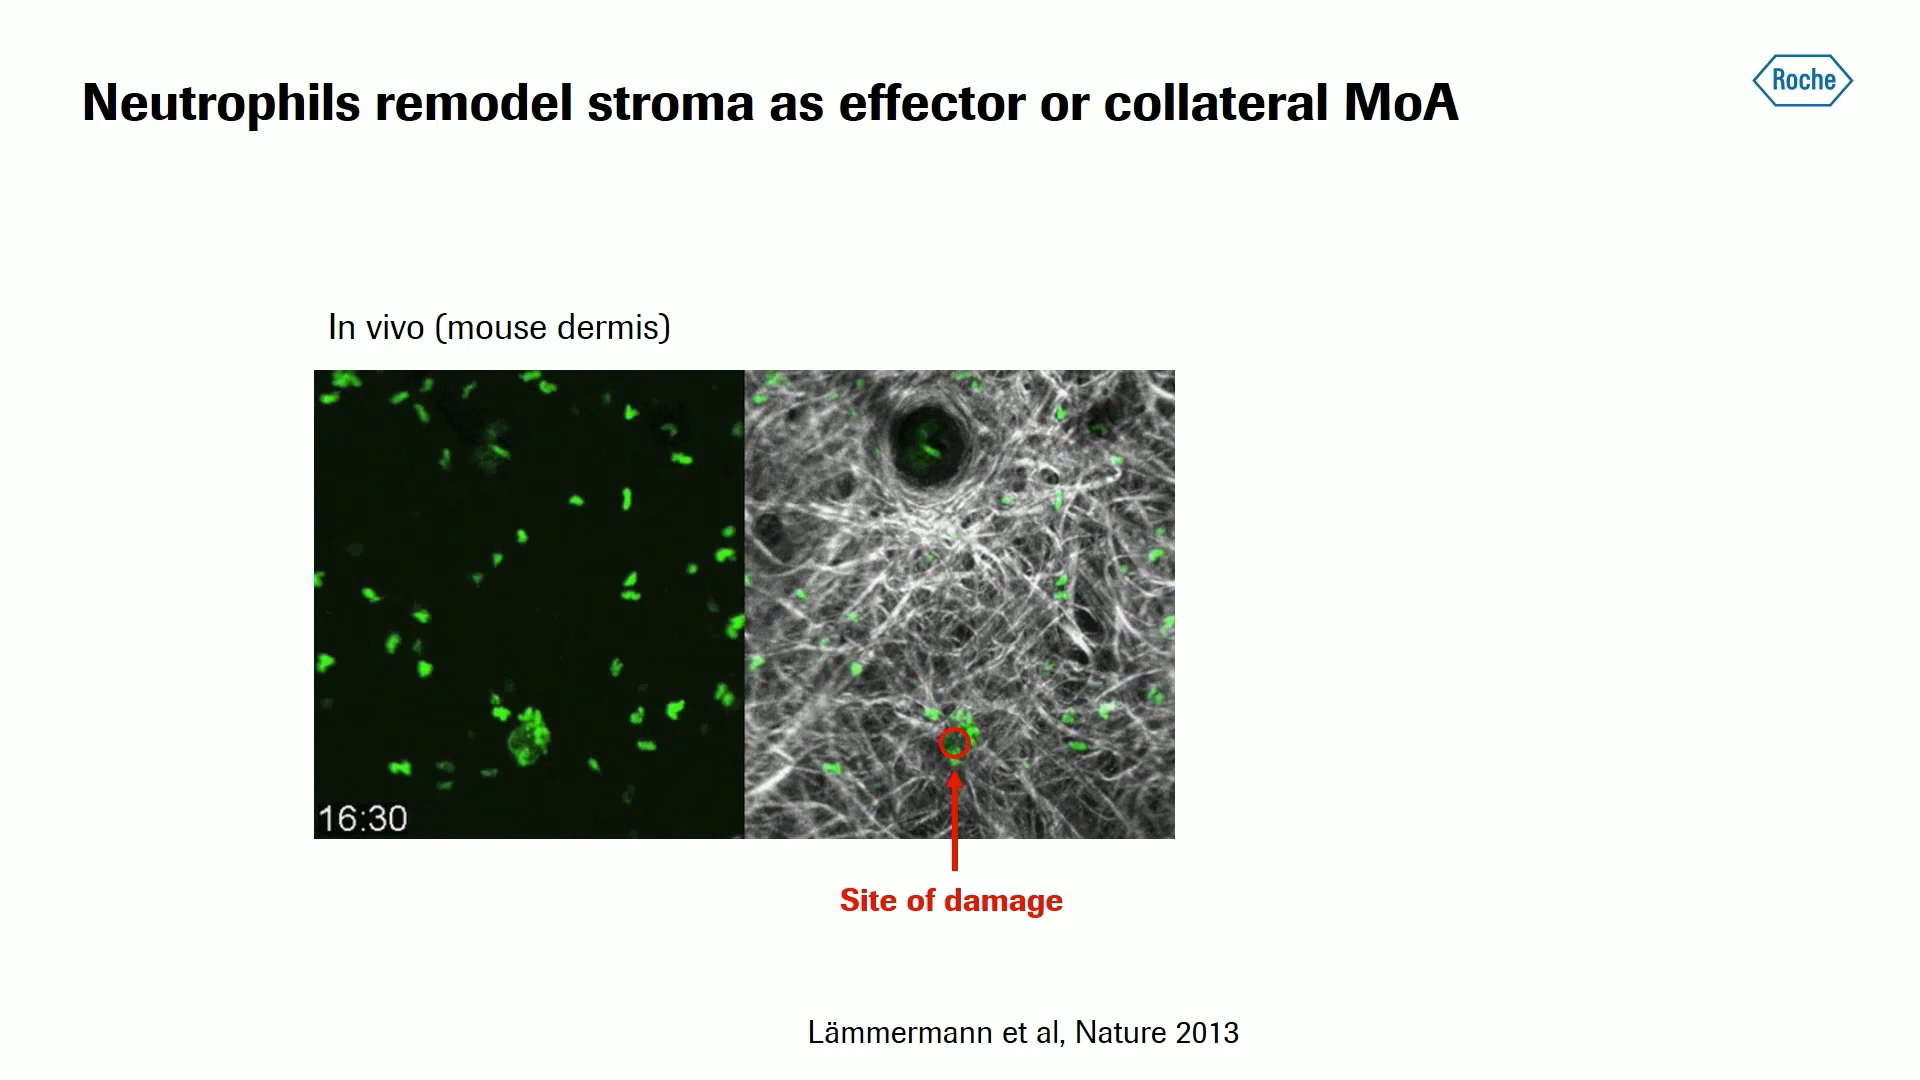 Neutrophils remodel stroma as effector or collateral MoA
Roche
In vivo (mouse dermis)
16:30
Site of damage
Lämmermann et al, Nature 2013